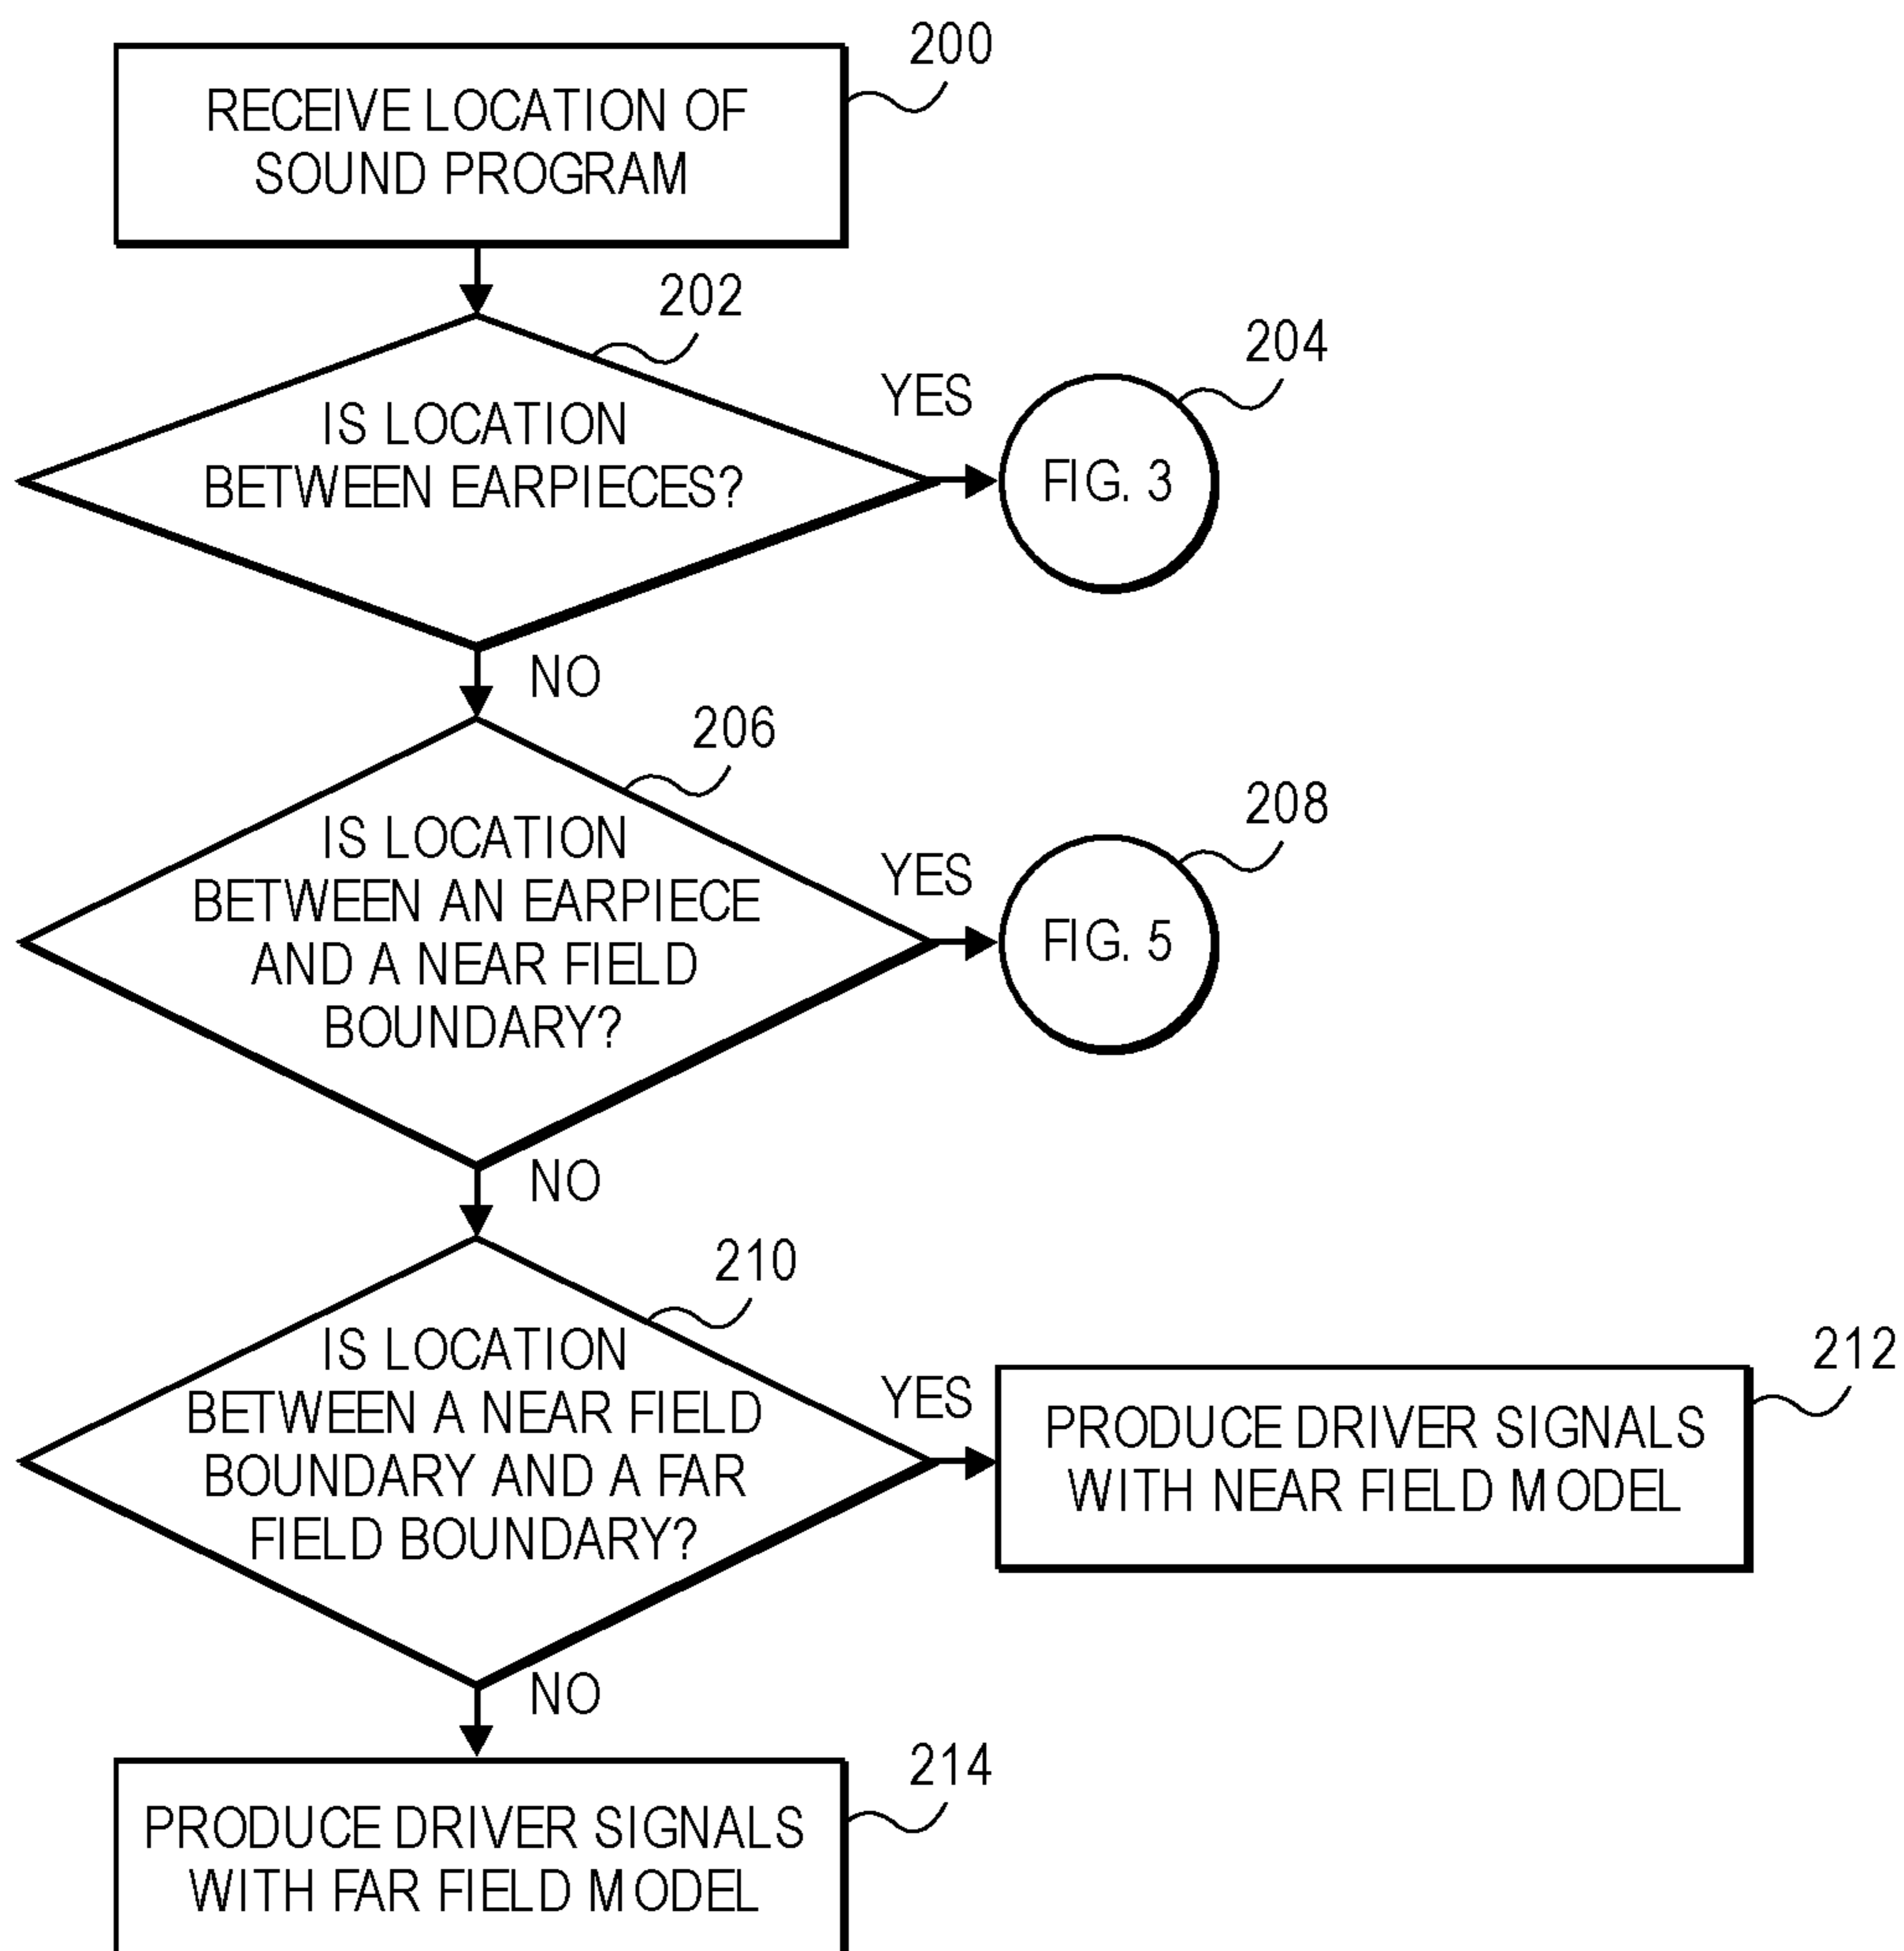 200
RECEIVE LOCATION OF
SOUND PROGRAM
202
IS LOCATION
BETWEEN EARPIECES?
YES
204
FIG. 3
NO
206
IS LOCATION
BETWEEN AN EARPIECE
AND A NEAR FIELD
BOUNDARY?
YES
208
FIG. 5
NO
210
IS LOCATION
BETWEEN A NEAR FIELD
BOUNDARY AND A FAR
FIELD BOUNDARY?
YES
212
PRODUCE DRIVER SIGNALS
WITH NEAR FIELD MODEL
NO
214
PRODUCE DRIVER SIGNALS
WITH FAR FIELD MODEL